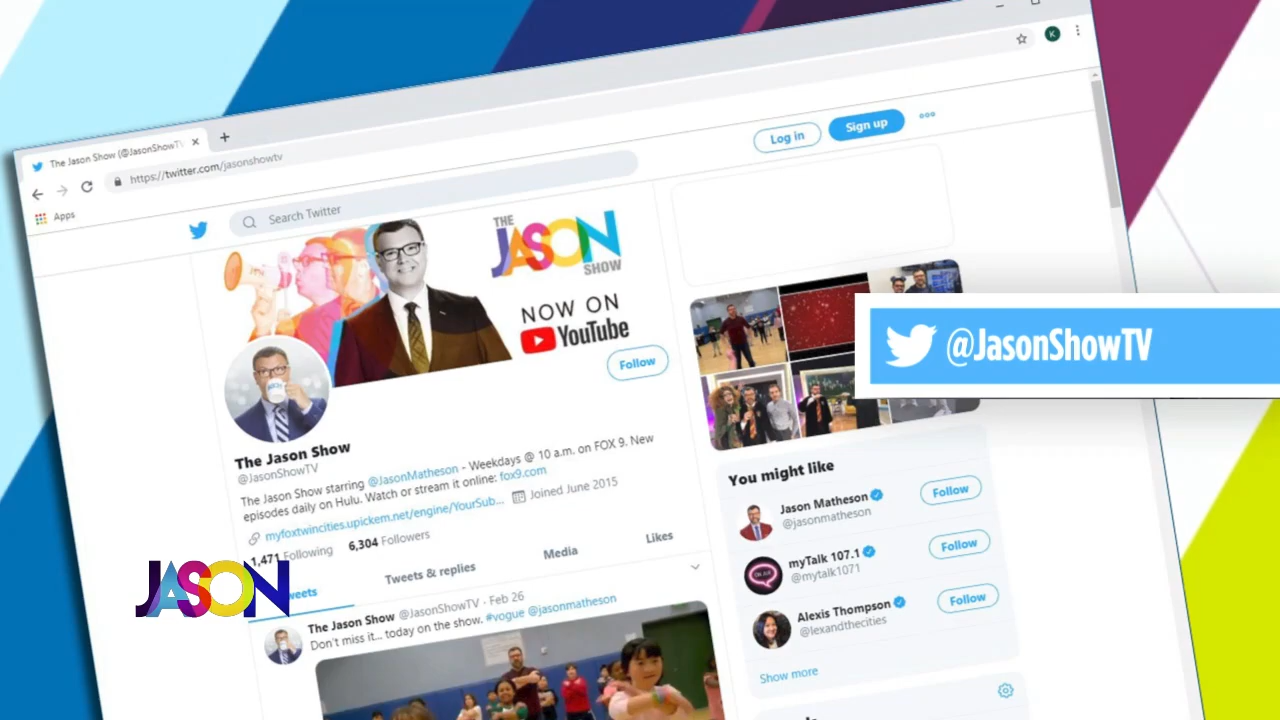 The Jason Show (@JasonShowTV
https://twitter.com/jasonshowtv
K
Apps
Search Twitter
Log in
Sign up
THE
JASON
SHOW
NOW ON
YouTube
Follow
@JasonShowTV
The Jason Show
@JasonShowTV
The Jason Show starring @JasonMatheson - Weekdays @ 10 a.m. on FOX 9. New
episodes daily on Hulu. Watch or stream it online: fox9.com
myfoxtwincities.upickem.net/engine/YourSub... Joined June 2015
1,471 Following 6,304 Followers
Tweets & replies
Media
Likes
JASON
The Jason Show @JasonShowTV - Feb 26
Don't miss it... today on the show. #vogue @jasonmatheson
You might like
Jason Matheson
@jasonmatheson
Follow
myTalk 107.1
@mytalk1071
Follow
ON AIR
Alexis Thompson
@lexandthecities
Follow
Show more